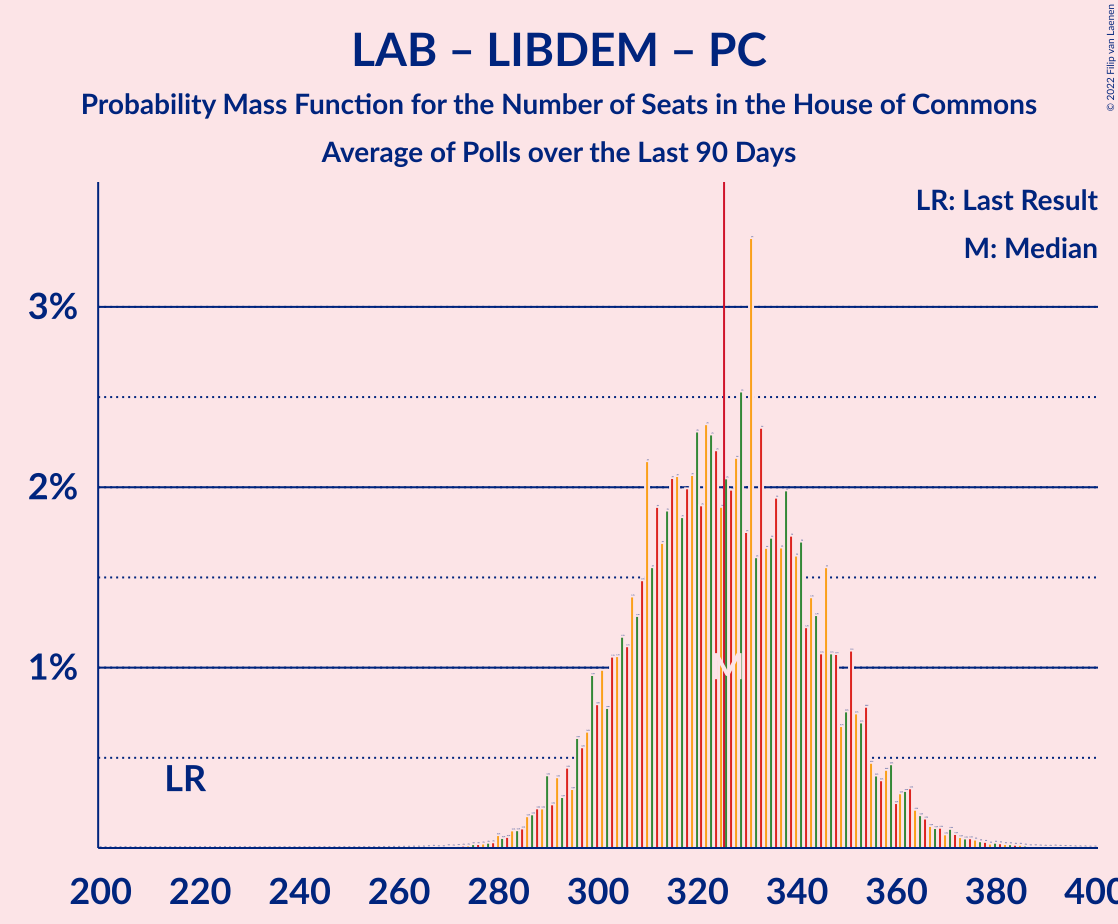 LAB – LIBDEM – PC
Probability Mass Function for the Number of Seats in the House of Commons
Average of Polls over the Last 90 Days
© 2022 Filip van Laenen
LR: Last Result
M: Median
3%
2%
1%
M
LR
200 220 240 260 280 300 320 340 360 380 400